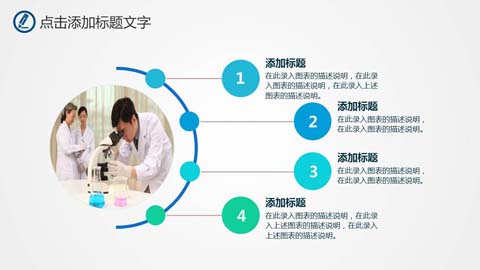 点击添加标题文字
1
添加标题
在此录入图表的描述说明，在此录
入图表的描述说明，在此录入上述
图表的描述说明。
2
添加标题
在此录入图表的描述说明，
在此录入图表的描述说明。
3
添加标题
在此录入图表的描述说明，
在此录入图表的描述说明。
4
添加标题
在此录入图表的描述说明，在此录
入上述图表的描述说明，在此录入
上述图表的描述说明。